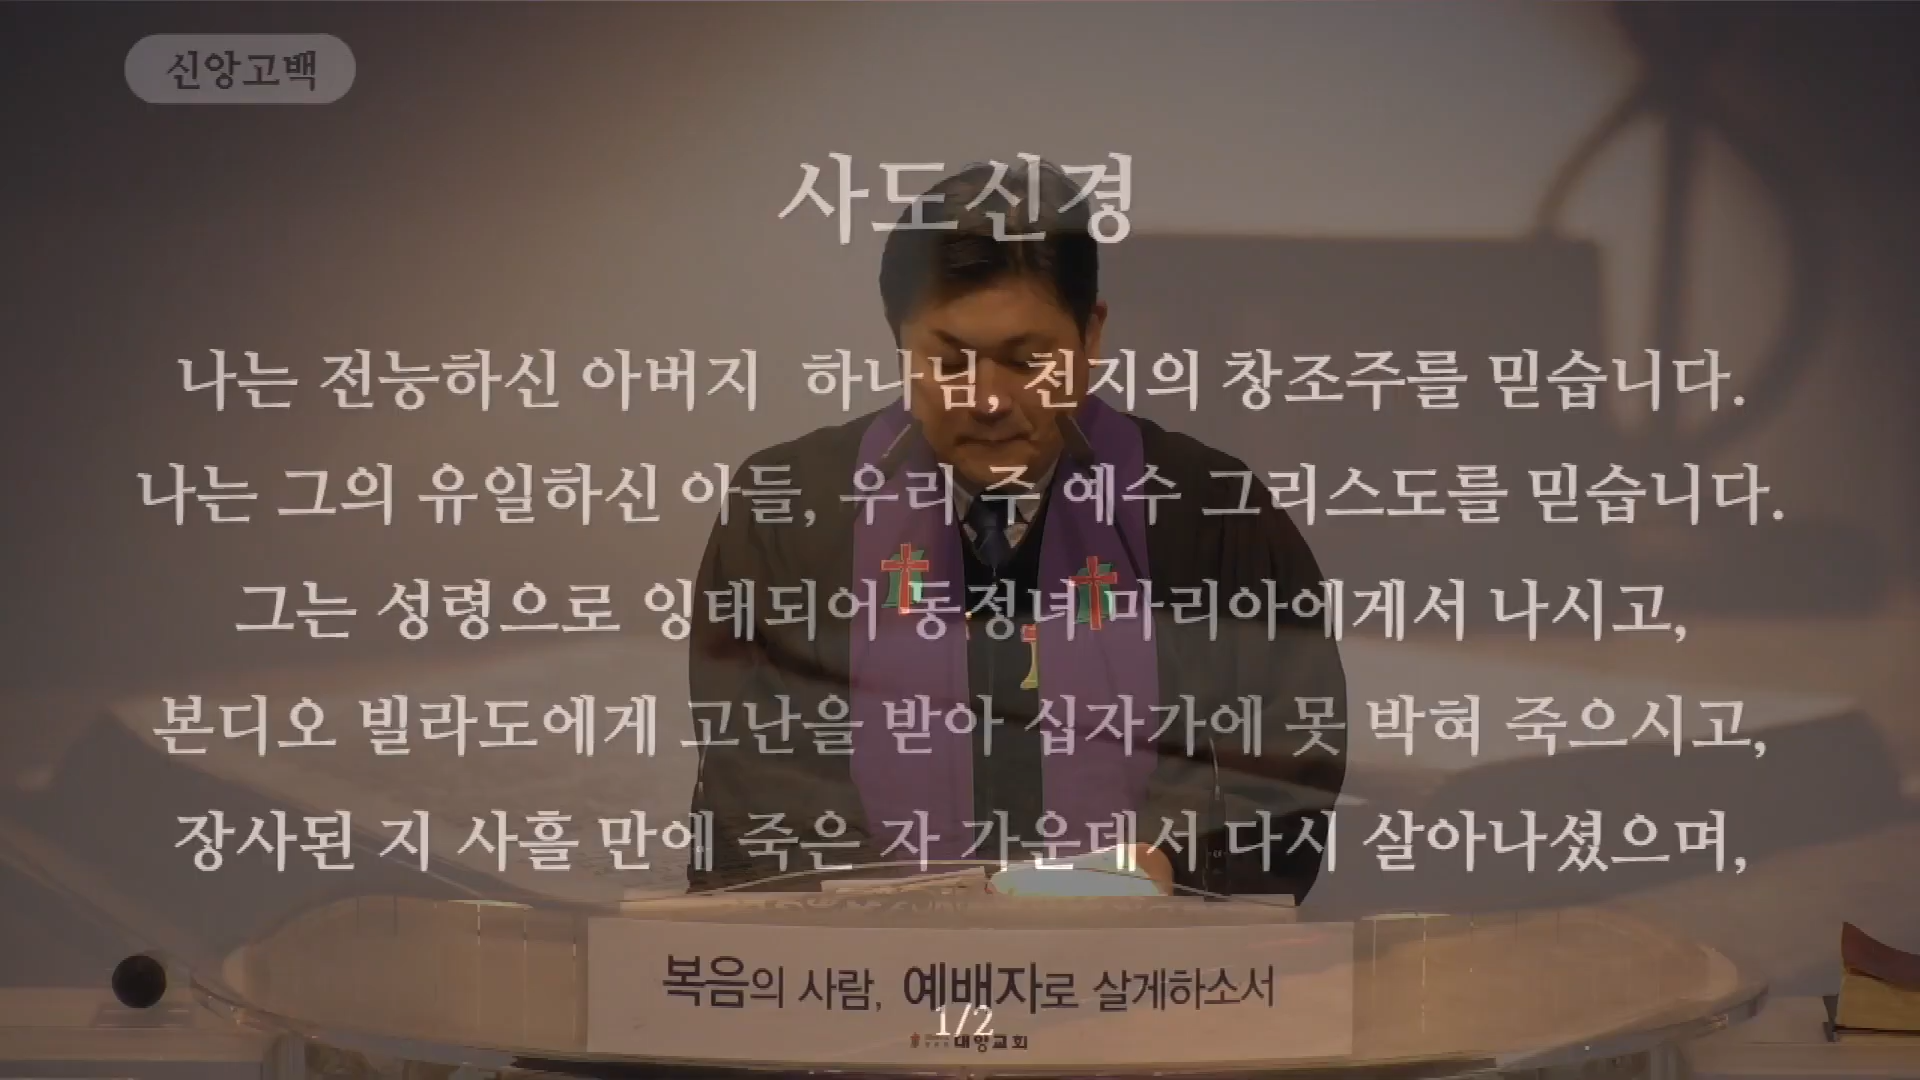 신앙고백
사도신경
나는 전능하신 아버지 하나님, 천지의 창조주를 믿습니다.
나는 그의 유일하신 아들, 우리 주 예수 그리스도를 믿습니다.
그는 성령으로 잉태되어 동정녀 마리아에게서 나시고,
본디오 빌라도에게 고난을 받아 십자가에 못 박혀 죽으시고,
장사된 지 사흘 만에 죽은 자 가운데서 다시 살아나셨으며,
복음의 사람, 예배자로 살게하소서
1/2
대양교회